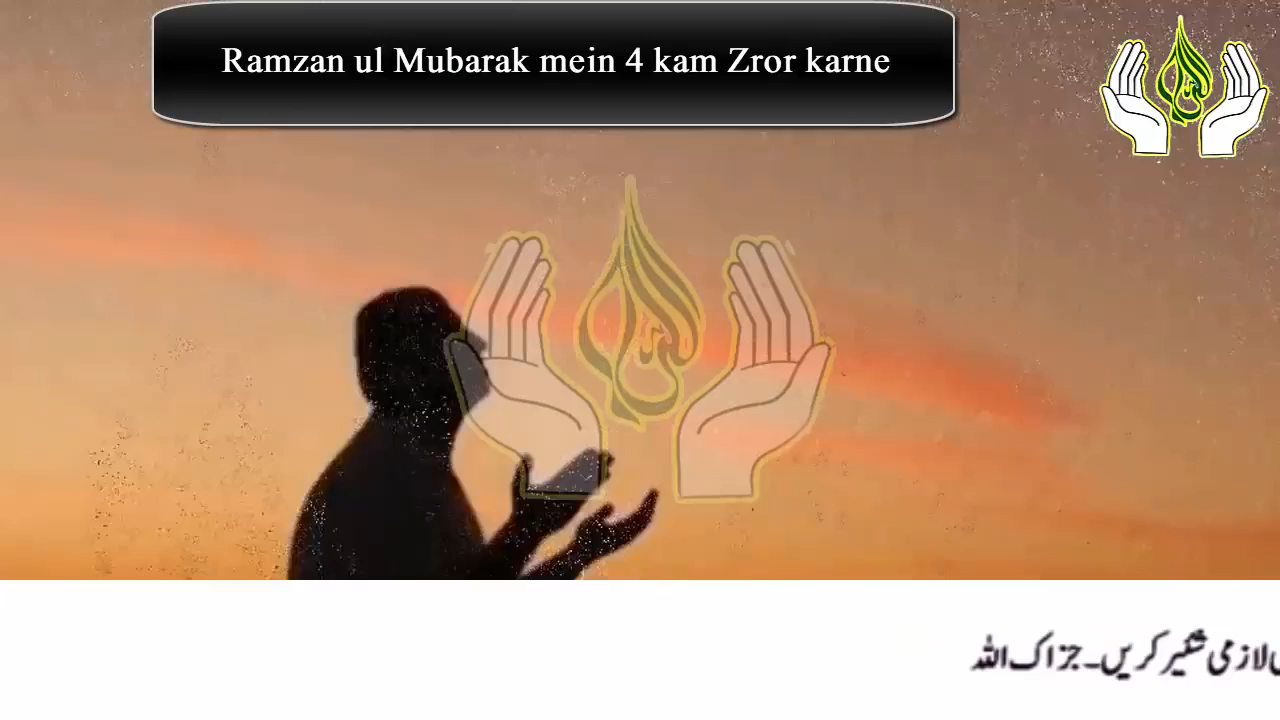 Ramzan ul Mubarak mein 4 kam Zror karne
لازمی شئیر کریں۔ جزاک اللہ